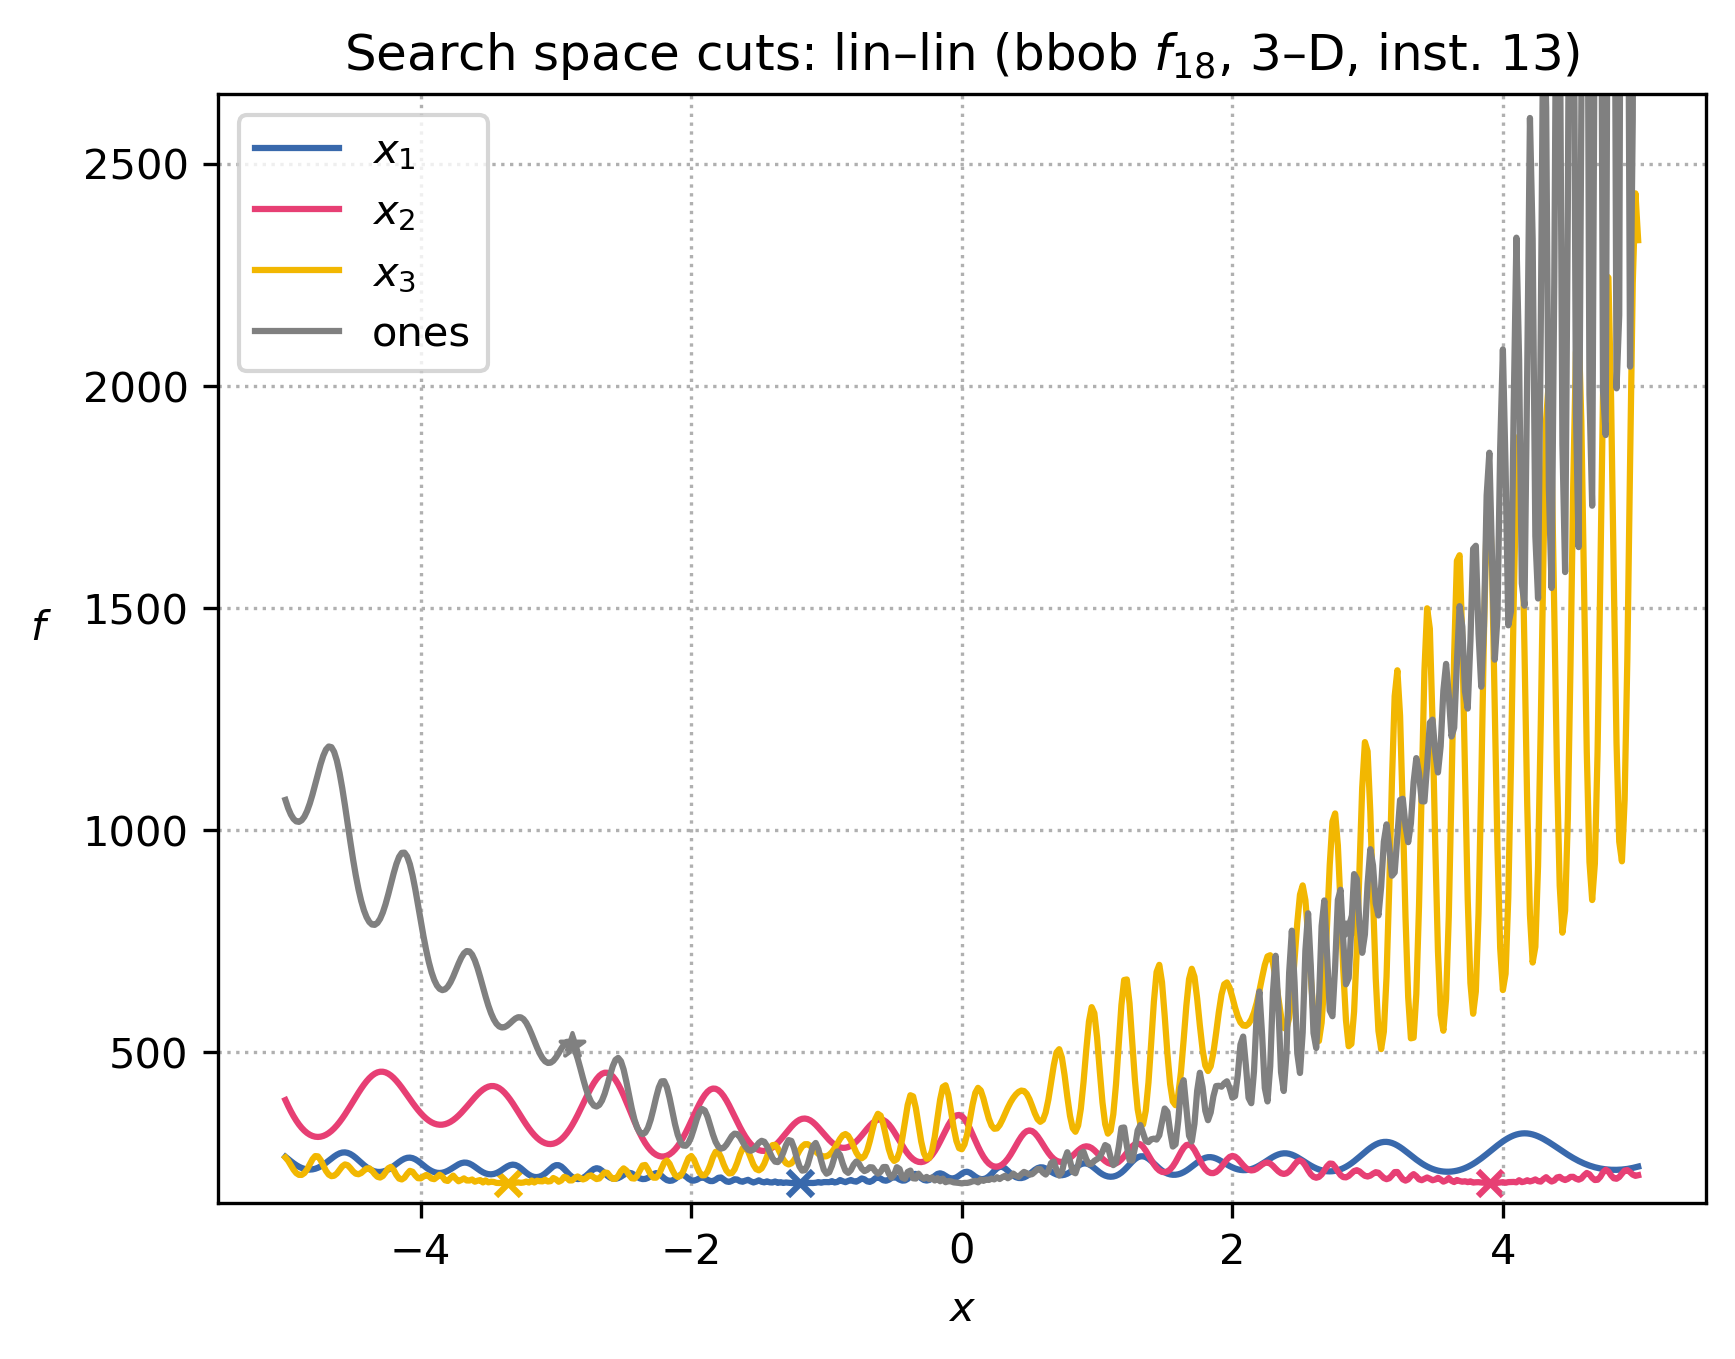 Search space cuts: lin–lin (bbob f₁₈, 3–D, inst. 13)
x₁
x₂
x₃
ones
2500
2000
1500
1000
500
f
−4 −2 0 2 4
x